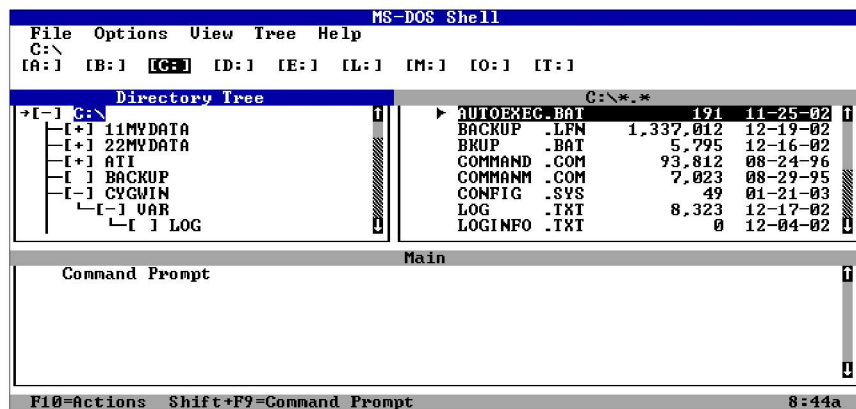 MS-DOS Shell
File Options View Tree Help
C:\
[A:] [B:] [C:] [D:] [E:] [L:] [M:] [O:] [T:]
Directory Tree
[-] C:\
[+] 11MYDATA
[+] 22MYDATA
[+] ATI
[ ] BACKUP
[-] CYGWIN
[-] VAR
[ ] LOG
C:\*.*
AUTOEXEC.BAT 191 11-25-02
BACKUP .LFN 1,337,012 12-19-02
BKUP .BAT 5,795 12-16-02
COMMAND .COM 93,812 08-24-96
COMMANM .COM 7,023 08-29-95
CONFIG .SYS 49 01-21-03
LOG .TXT 8,323 12-17-02
LOGINFO .TXT 0 12-04-02
Main
Command Prompt
F10=Actions Shift+F9=Command Prompt 8:44a